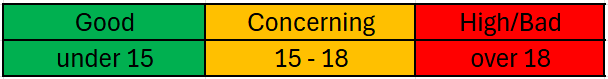 Good Concerning High/Bad
under 15 15 - 18 over 18